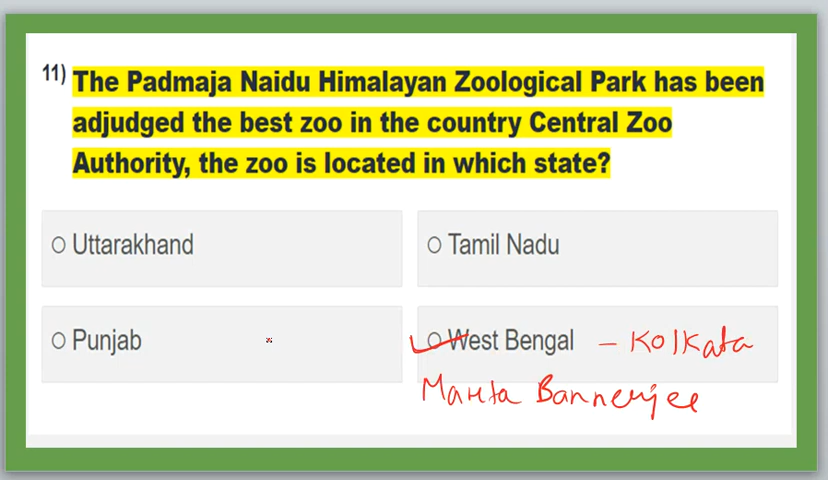 11) The Padmaja Naidu Himalayan Zoological Park has been
adjudged the best zoo in the country Central Zoo
Authority, the zoo is located in which state?
Uttarakhand
Tamil Nadu
Punjab
West Bengal – Kolkata
Mamta Bannerjee